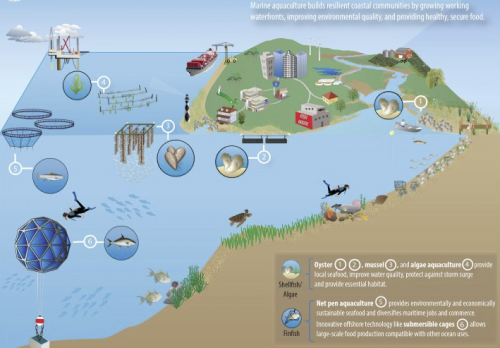 Marine aquaculture builds resilient coastal communities by growing working
waterfronts, improving environmental quality, and providing healthy, secure food.
4
1
3
2
5
6
Oyster 1 2, mussel 3, and algae aquaculture 4 provide
local seafood, improve water quality, protect against storm surge
and provide essential habitat.
Shellfish/
Algae
Net pen aquaculture 5 provides environmentally and economically
sustainable seafood and diversifies maritime jobs and commerce.
Innovative offshore technology like submersible cages 6 allows
large-scale food production compatible with other ocean uses.
Finfish